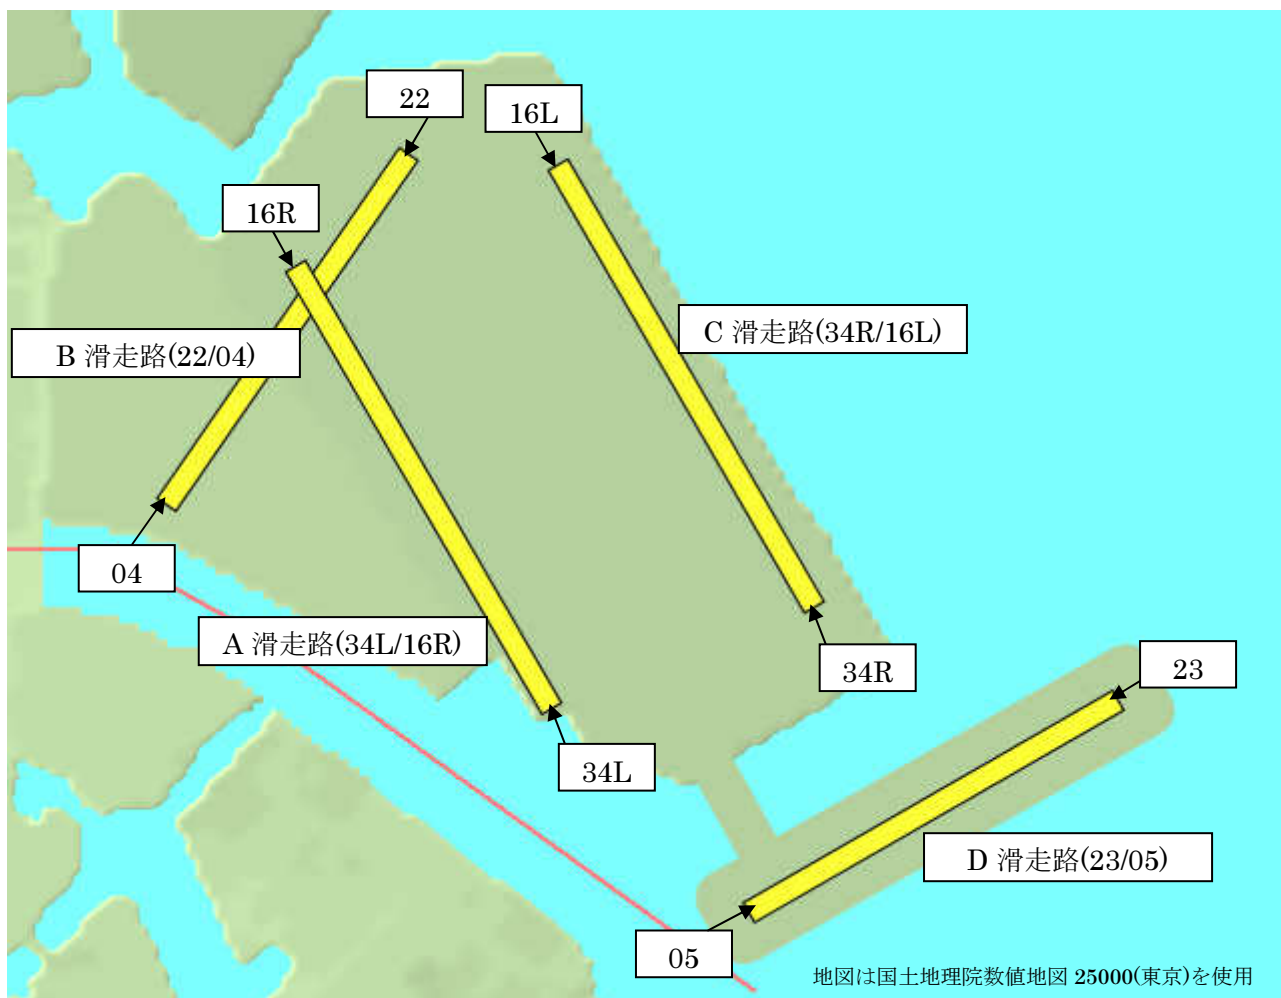 22
16L
16R
C 滑走路(34R/16L)
B 滑走路(22/04)
04
A 滑走路(34L/16R)
34R
23
34L
D 滑走路(23/05)
05
地図は国土地理院数値地図 25000(東京)を使用